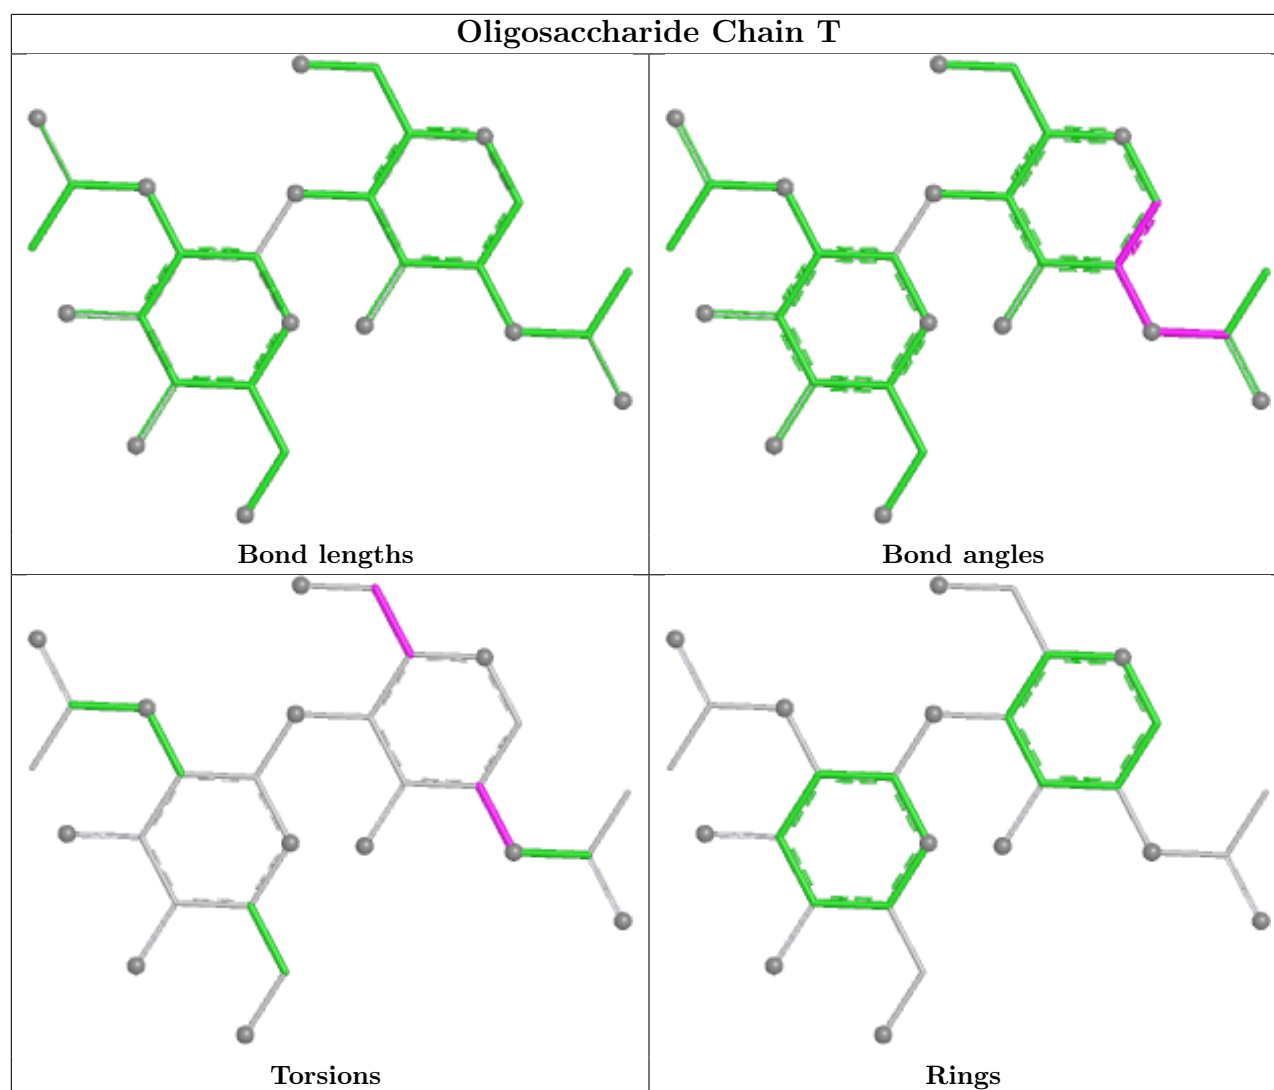 Oligosaccharide Chain T
Bond lengths
Bond angles
Torsions
Rings